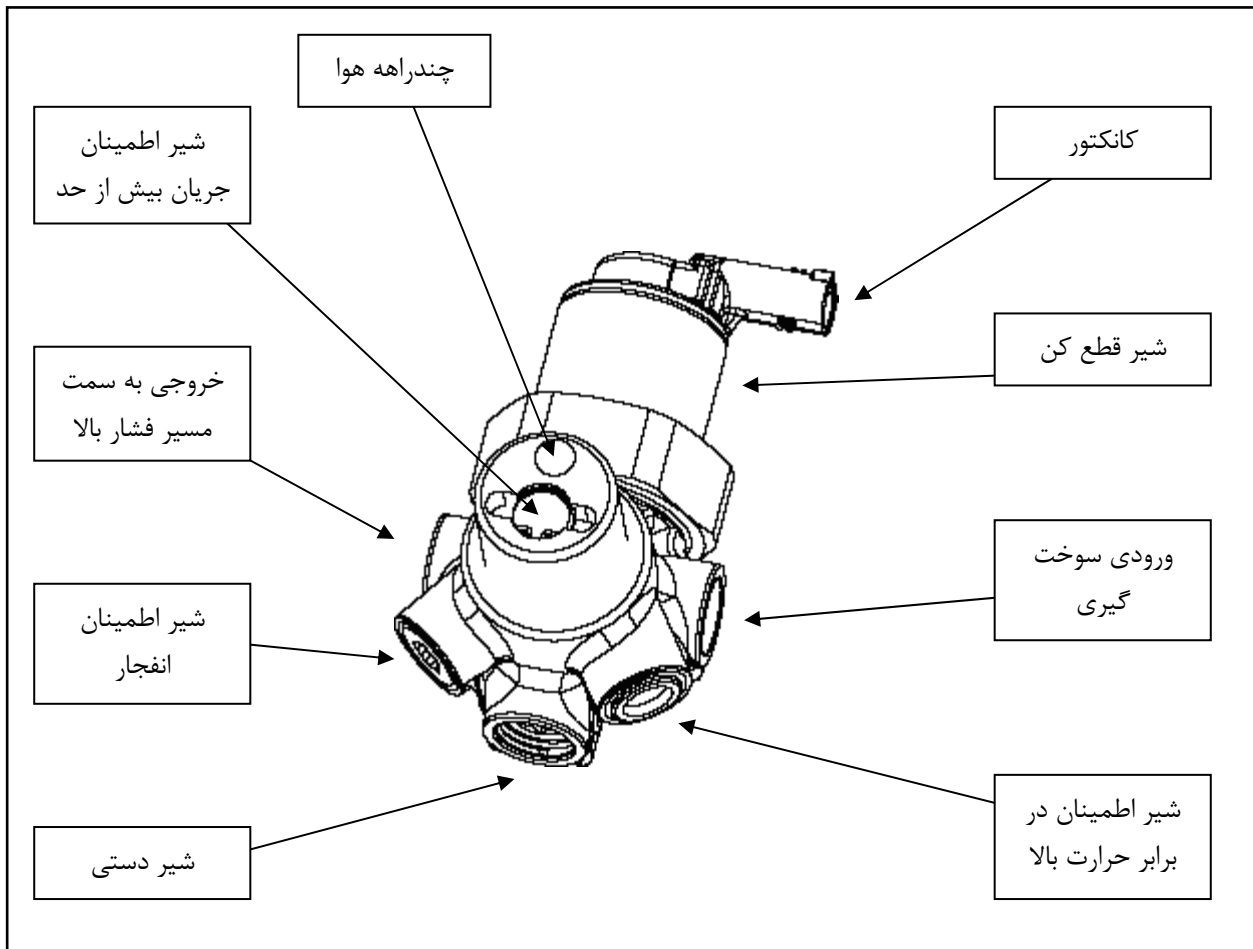 چندراهه هوا
کانکتور
شیر اطمینان
جریان بیش از حد
شیر قطع کن
خروجی به سمت
مسیر فشار بالا
ورودی سوخت
گیری
شیر اطمینان
انفجار
شیر اطمینان در
برابر حرارت بالا
شیر دستی